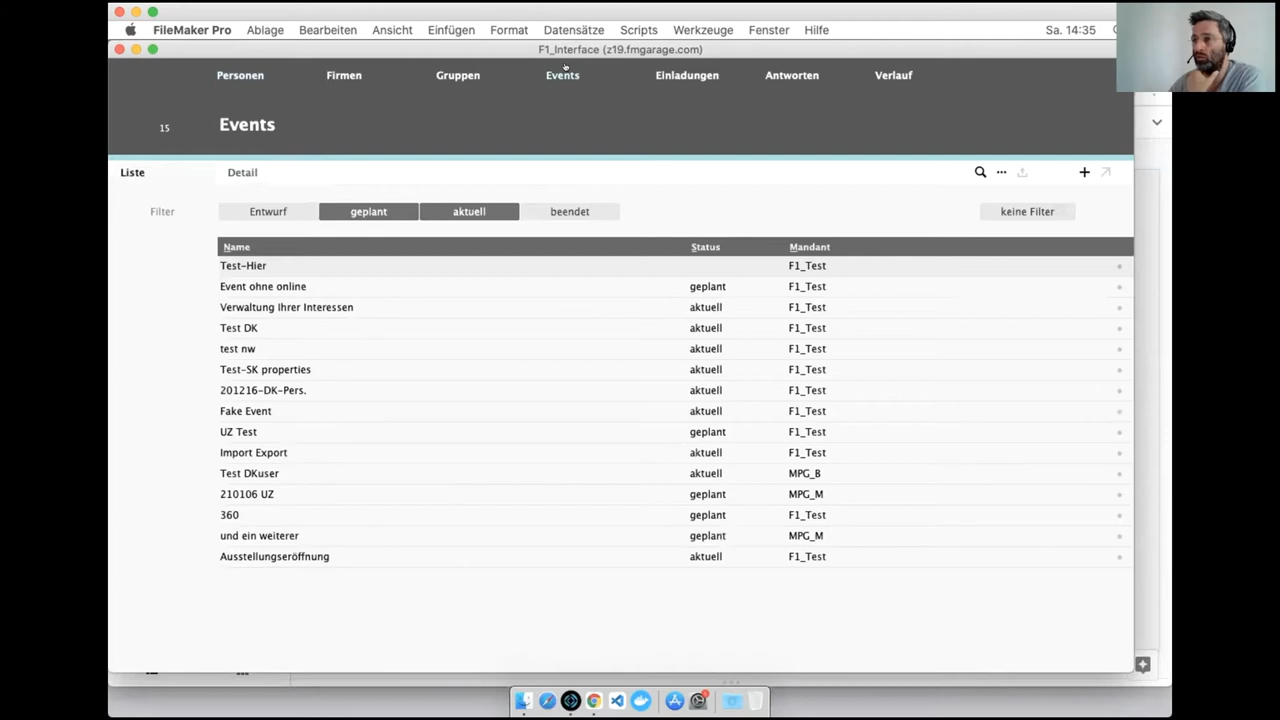 FileMaker Pro Ablage Bearbeiten Ansicht Einfügen Format Datensätze Scripts Werkzeuge Fenster Hilfe Sa. 14:35
F1_Interface (z19.fmgarage.com)
Personen Firmen Gruppen Events Einladungen Antworten Verlauf
15 Events
Liste Detail
Filter Entwurf geplant aktuell beendet keine Filter
Name Status Mandant
Test-Hier F1_Test
Event ohne online geplant F1_Test
Verwaltung Ihrer Interessen aktuell F1_Test
Test DK aktuell F1_Test
test nw aktuell F1_Test
Test-SK properties aktuell F1_Test
201216-DK-Pers. aktuell F1_Test
Fake Event aktuell F1_Test
UZ Test geplant F1_Test
Import Export aktuell F1_Test
Test DKuser aktuell MPG_B
210106 UZ geplant MPG_M
360 geplant F1_Test
und ein weiterer geplant MPG_M
Ausstellungseröffnung aktuell F1_Test